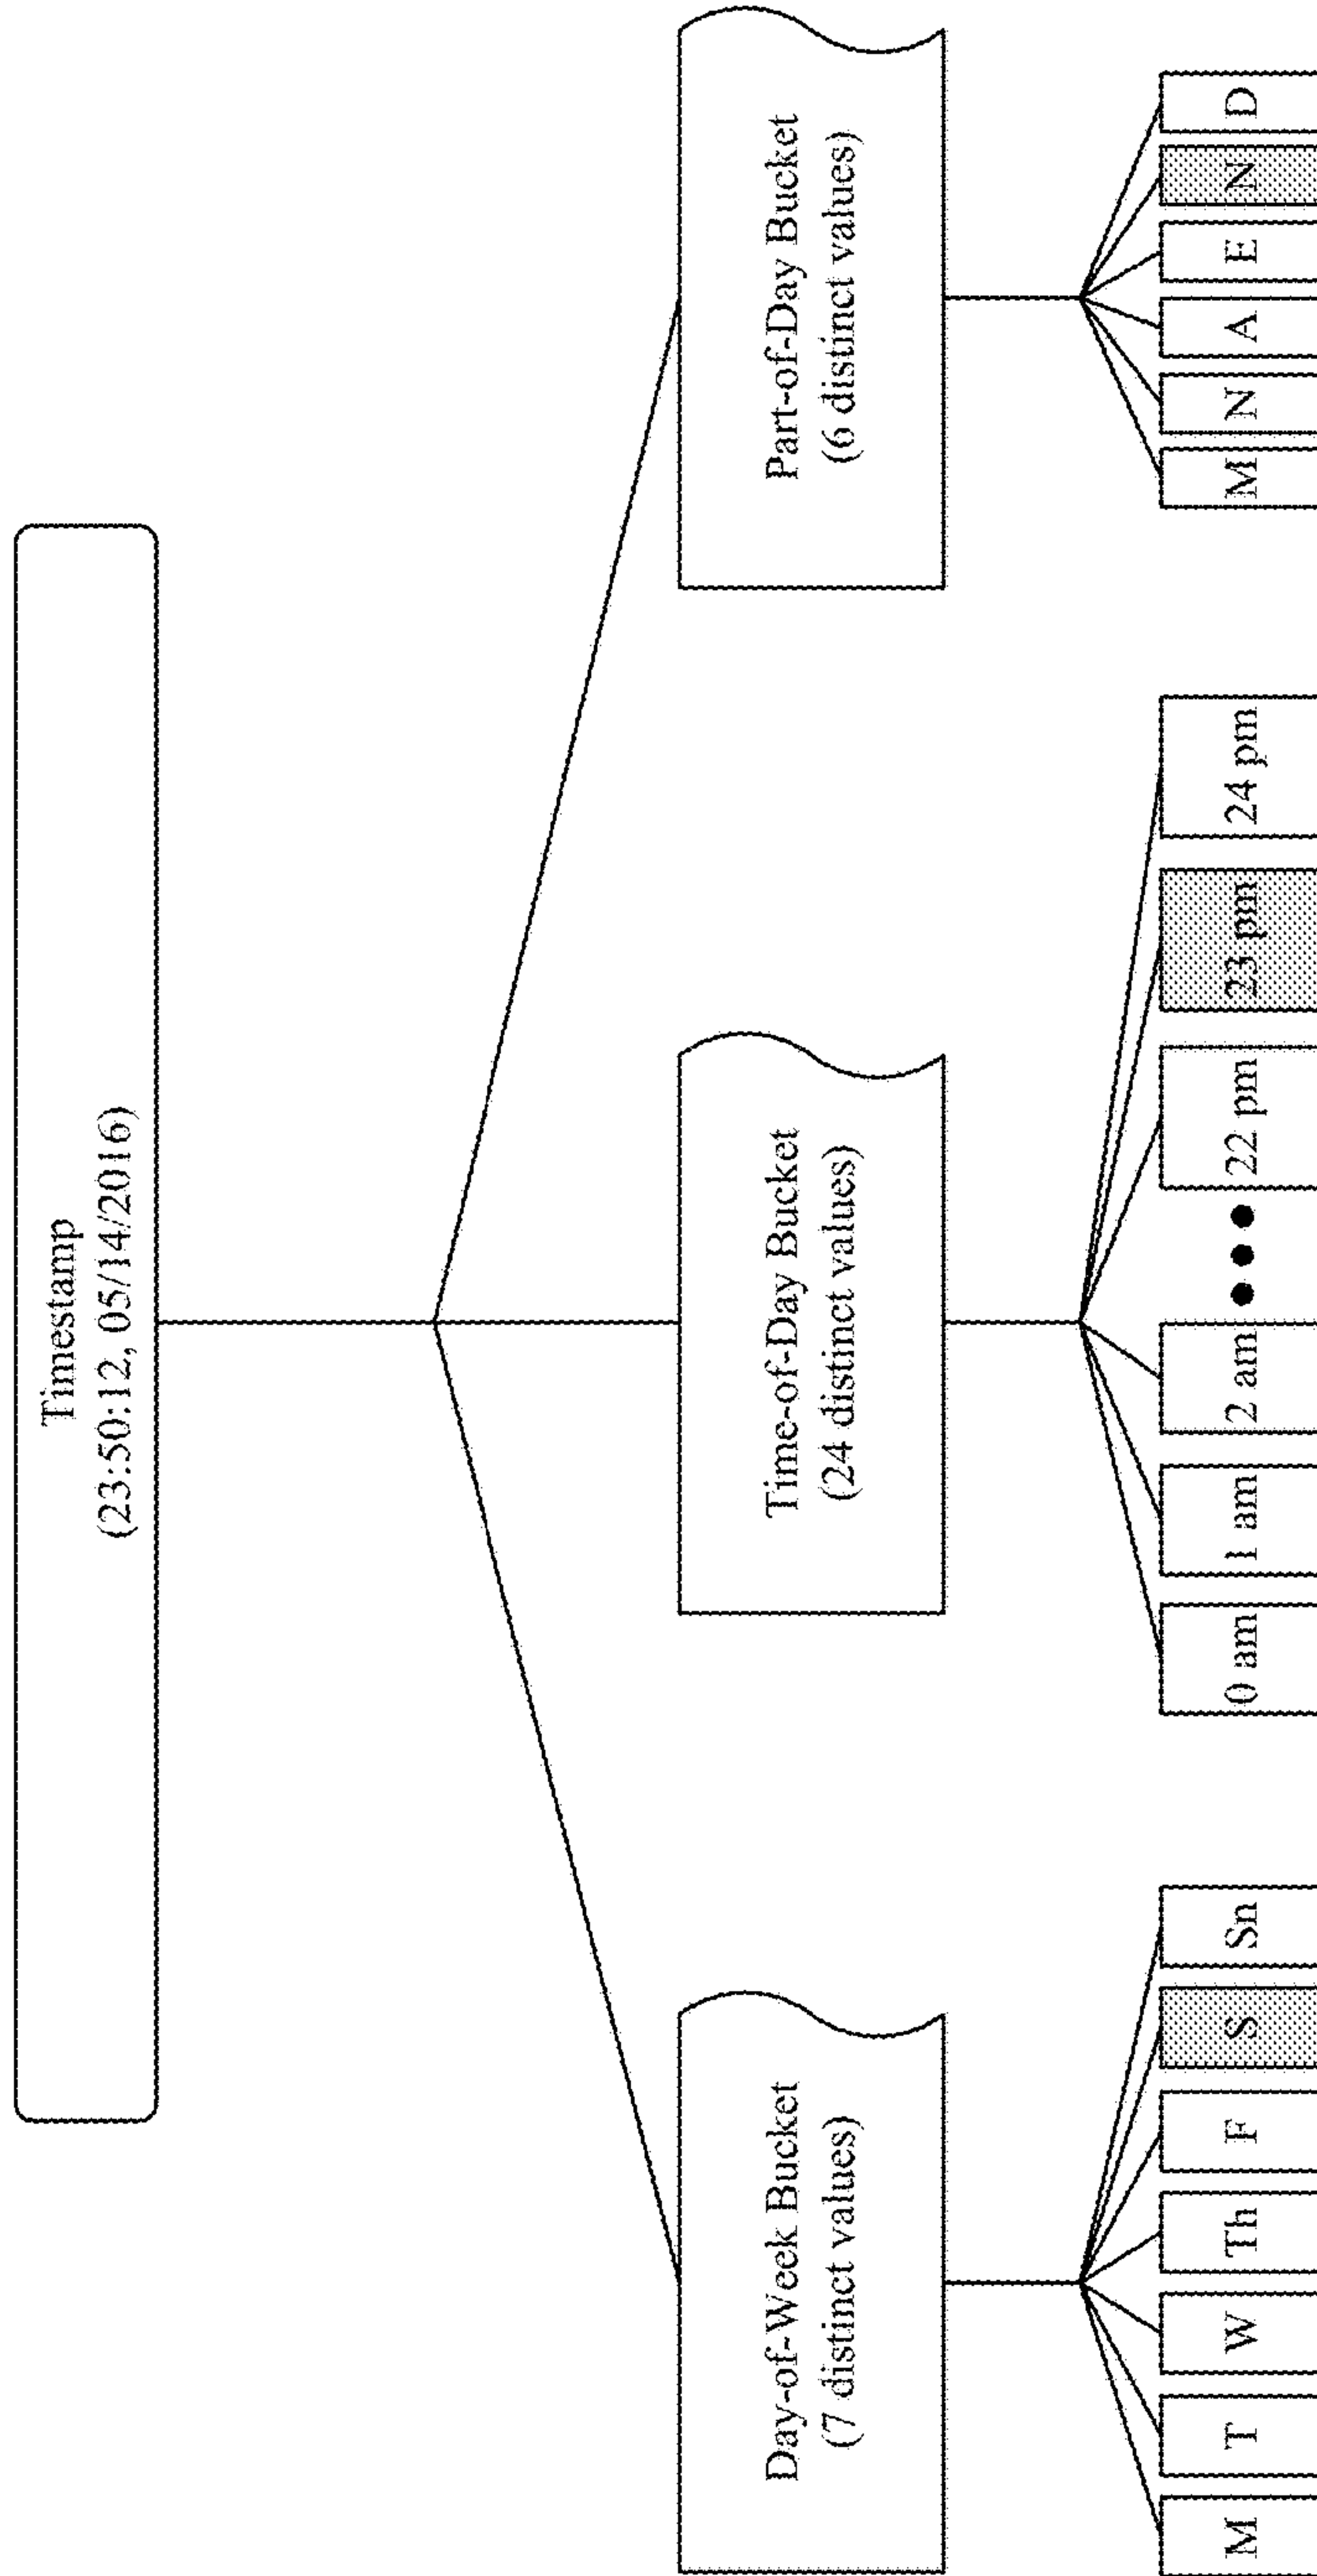 Timestamp
(23:50:12, 05/14/2016)
Day-of-Week Bucket
(7 distinct values)
Time-of-Day Bucket
(24 distinct values)
Part-of-Day Bucket
(6 distinct values)
M
T
W
Th
F
S
Sn
0 am
1 am
2 am
22 pm
23 pm
24 pm
M
N
A
E
N
D